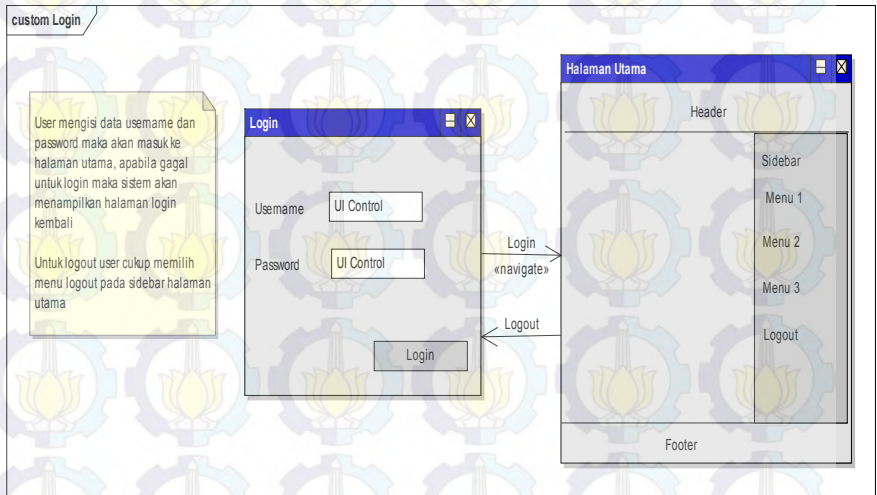 custom Login
User mengisi data username dan
password maka akan masuk ke
halaman utama, apabila gagal
untuk login maka sistem akan
menampilkan halaman login
kembali
Untuk logout user cukup memilih
menu logout pada sidebar halaman
utama
Login
Username
UI Control
Password
UI Control
Login
Login
«navigate»
Logout
Halaman Utama
Header
Sidebar
Menu 1
Menu 2
Menu 3
Logout
Footer